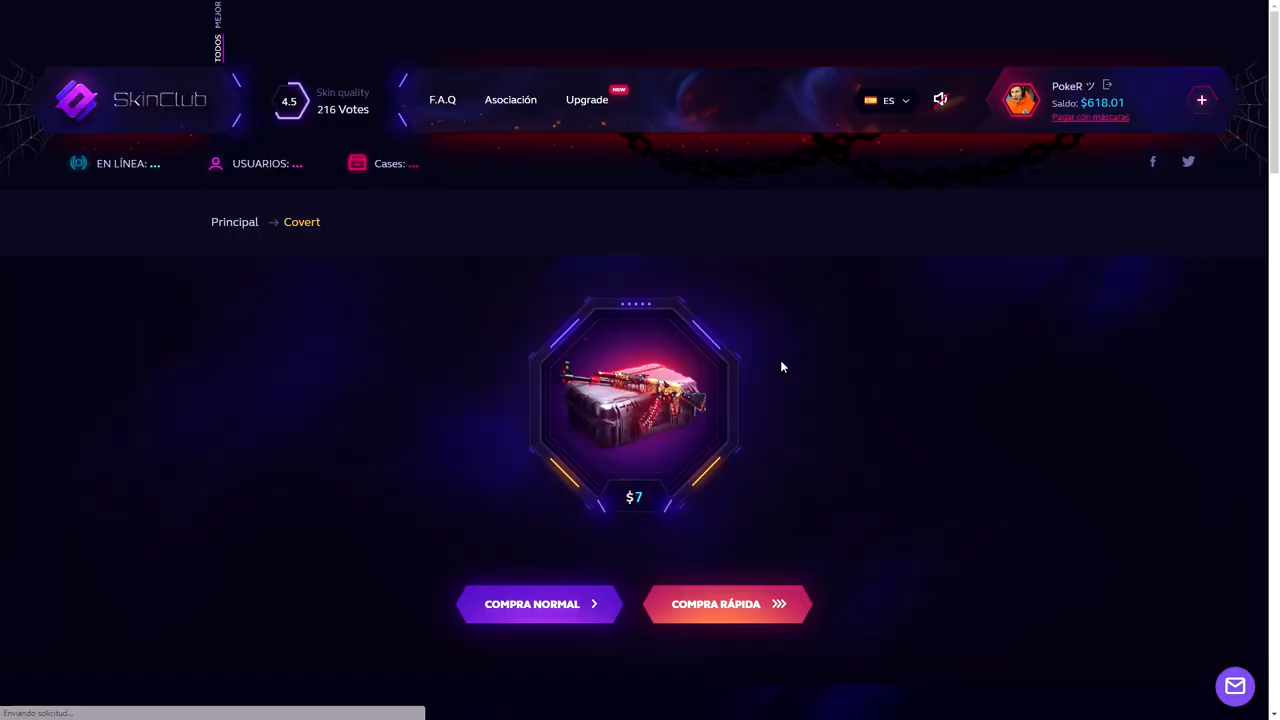 TODOS MEJOR
SkinClub
4.5
Skin quality
216 Votes
F.A.Q
Asociación
Upgrade
NEW
ES
PokeR ツ
Saldo: $618.01
Pagar con máscaras
EN LÍNEA: ...
USUARIOS: ...
Cases: ...
Principal → Covert
$7
COMPRA NORMAL
COMPRA RÁPIDA
Enviando solicitud...